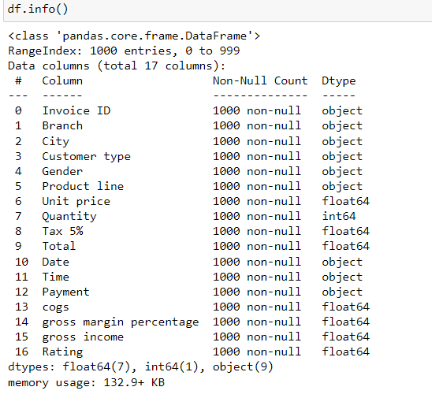 df.info()
<class 'pandas.core.frame.DataFrame'>
RangeIndex: 1000 entries, 0 to 999
Data columns (total 17 columns):
 #   Column                   Non-Null Count  Dtype
---  ------                   --------------  -----
 0   Invoice ID               1000 non-null   object
 1   Branch                   1000 non-null   object
 2   City                     1000 non-null   object
 3   Customer type            1000 non-null   object
 4   Gender                   1000 non-null   object
 5   Product line             1000 non-null   object
 6   Unit price               1000 non-null   float64
 7   Quantity                 1000 non-null   int64
 8   Tax 5%                   1000 non-null   float64
 9   Total                    1000 non-null   float64
 10  Date                     1000 non-null   object
 11  Time                     1000 non-null   object
 12  Payment                  1000 non-null   object
 13  cogs                     1000 non-null   float64
 14  gross margin percentage  1000 non-null   float64
 15  gross income             1000 non-null   float64
 16  Rating                   1000 non-null   float64
dtypes: float64(7), int64(1), object(9)
memory usage: 132.9+ KB